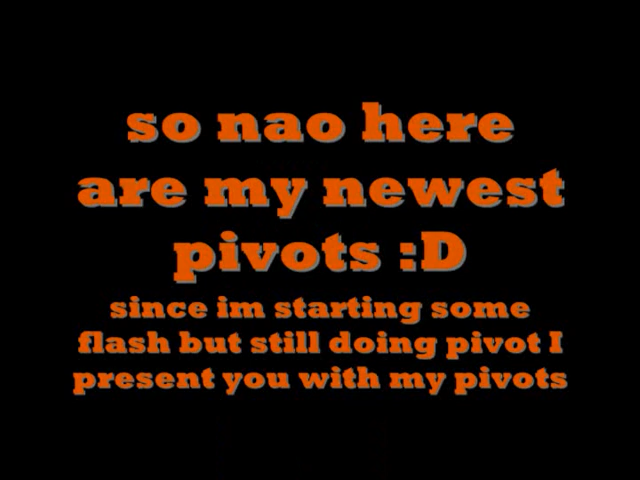 so nao here
are my newest
pivots :D
since im starting some
flash but still doing pivot I
present you with my pivots